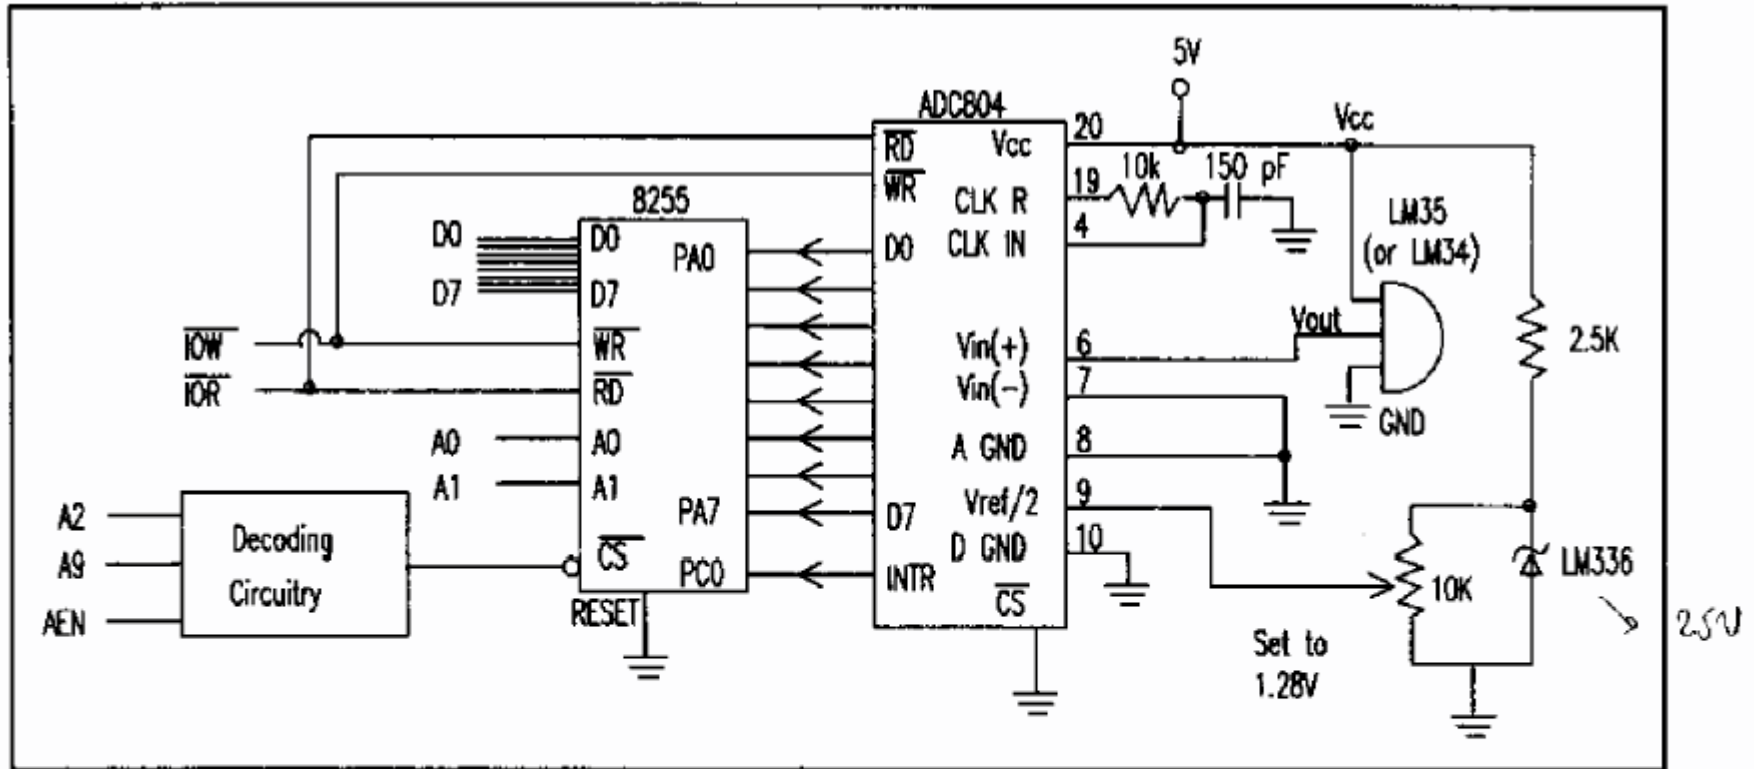 5V
ADC804
RD
WR
Vcc
20
Vcc
10k
150 pF
19
CLK R
4
CLK IN
8255
D0
D0
PA0
D0
D7
D7
LM35
(or LM34)
IOW
WR
IOR
RD
Vout
Vin(+)
6
Vin(-)
7
2.5K
GND
A0
A0
A GND
8
A1
A1
Vref/2
9
A2
A9
AEN
Decoding
Circuitry
CS
PA7
D7
PC0
INTR
D GND
10
CS
RESET
10K
LM336
2.5V
Set to
1.28V